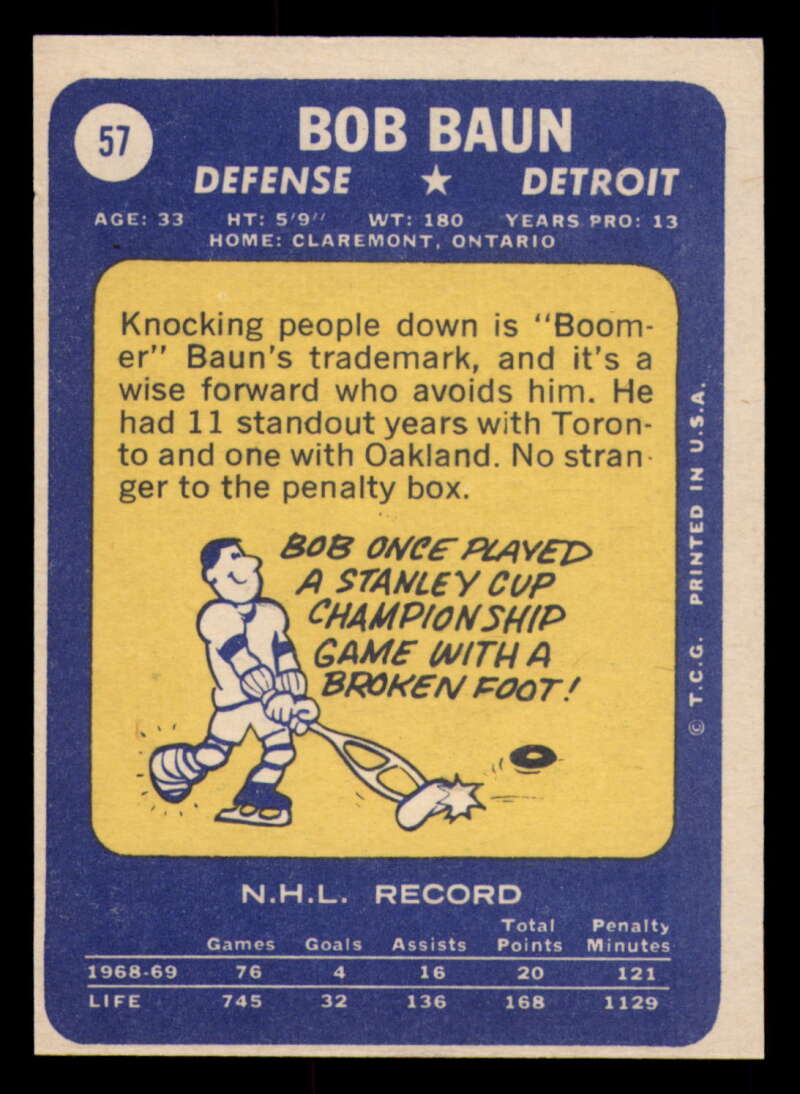 57
BOB BAUN
DEFENSE ★ DETROIT
AGE: 33 HT: 5'9" WT: 180 YEARS PRO: 13
HOME: CLAREMONT, ONTARIO
Knocking people down is "Boom-
er" Baun's trademark, and it's a
wise forward who avoids him. He
had 11 standout years with Toron-
to and one with Oakland. No stran-
ger to the penalty box.
BOB ONCE PLAYED
A STANLEY CUP
CHAMPIONSHIP
GAME WITH A
BROKEN FOOT!
© T.C.G. PRINTED IN U.S.A.
N.H.L. RECORD
Total Penalty
Games Goals Assists Points Minutes
1968-69 76 4 16 20 121
LIFE 745 32 136 168 1129